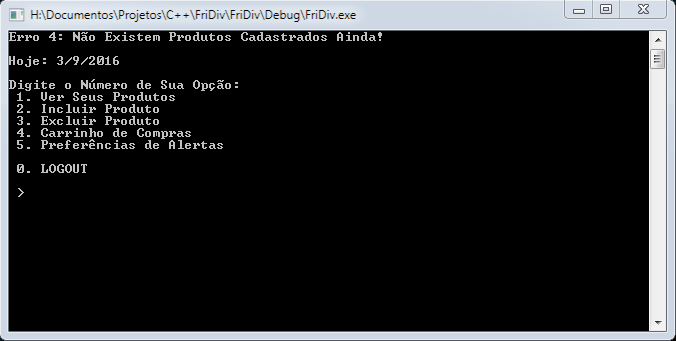 H:\Documentos\Projetos\C++\FriDiv\FriDiv\Debug\FriDiv.exe
Erro 4: Não Existem Produtos Cadastrados Ainda!
Hoje: 3/9/2016
Digite o Número de Sua Opção:
1. Ver Seus Produtos
2. Incluir Produto
3. Excluir Produto
4. Carrinho de Compras
5. Preferências de Alertas
0. LOGOUT
>